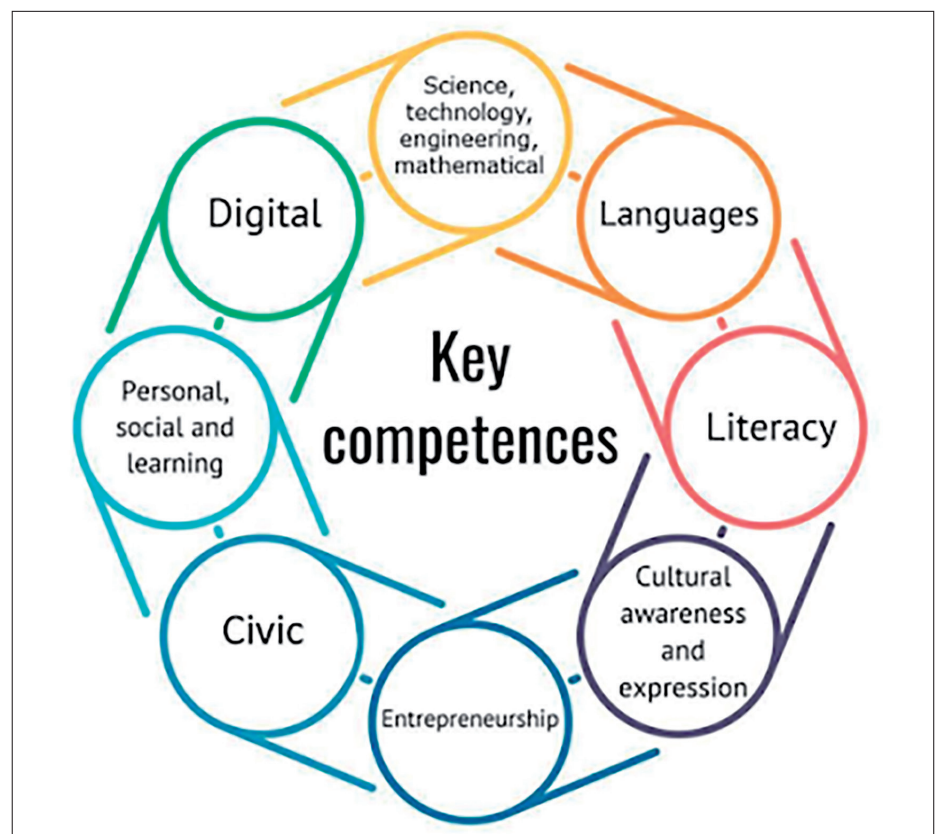 Science,
technology,
engineering,
mathematical
Digital
Languages
Key
competences
Personal,
social and
learning
Literacy
Civic
Cultural
awareness
and
expression
Entrepreneurship